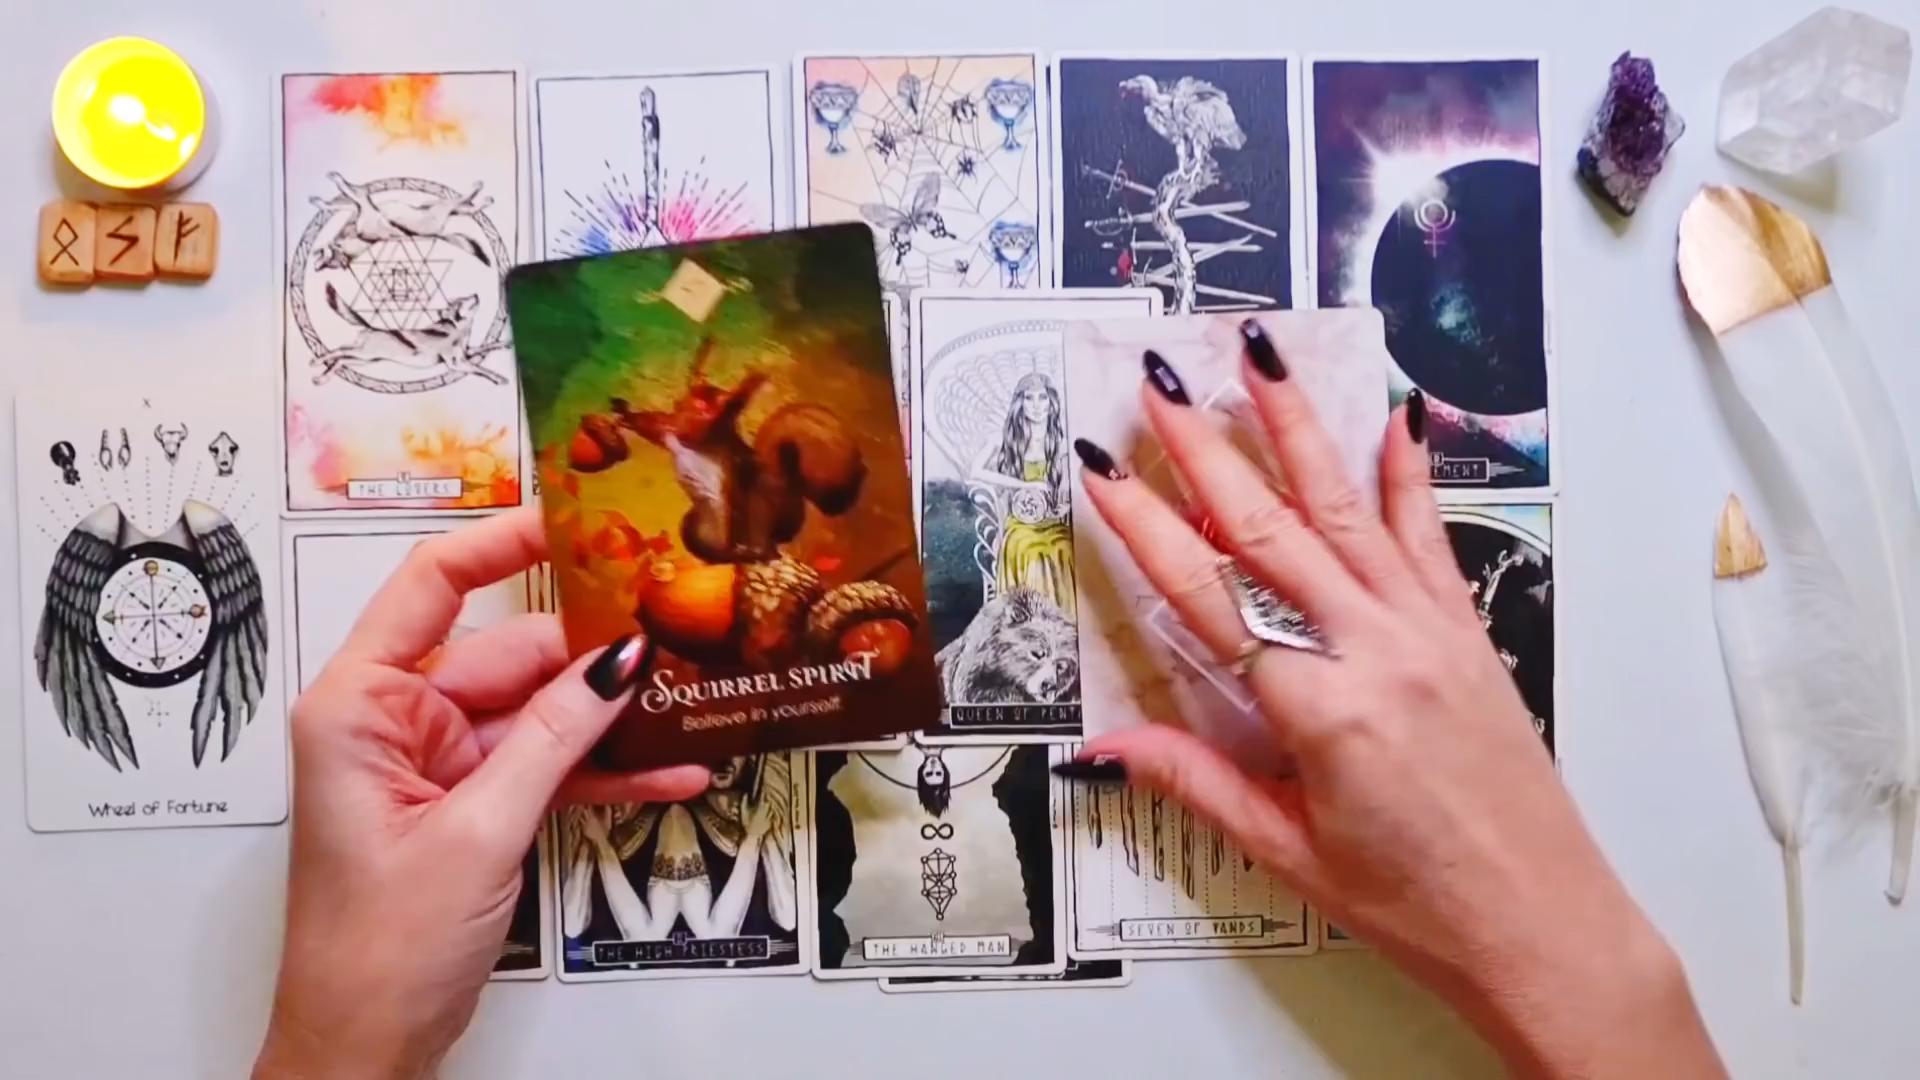 THE LOVERS
EMENT
X
SQUIRREL SPIRIT
Believe in yourself.
QUEEN OF PENT
Wheel of Fortune
THE HIGH PRIESTESS
THE HANGED MAN
SEVEN OF WANDS